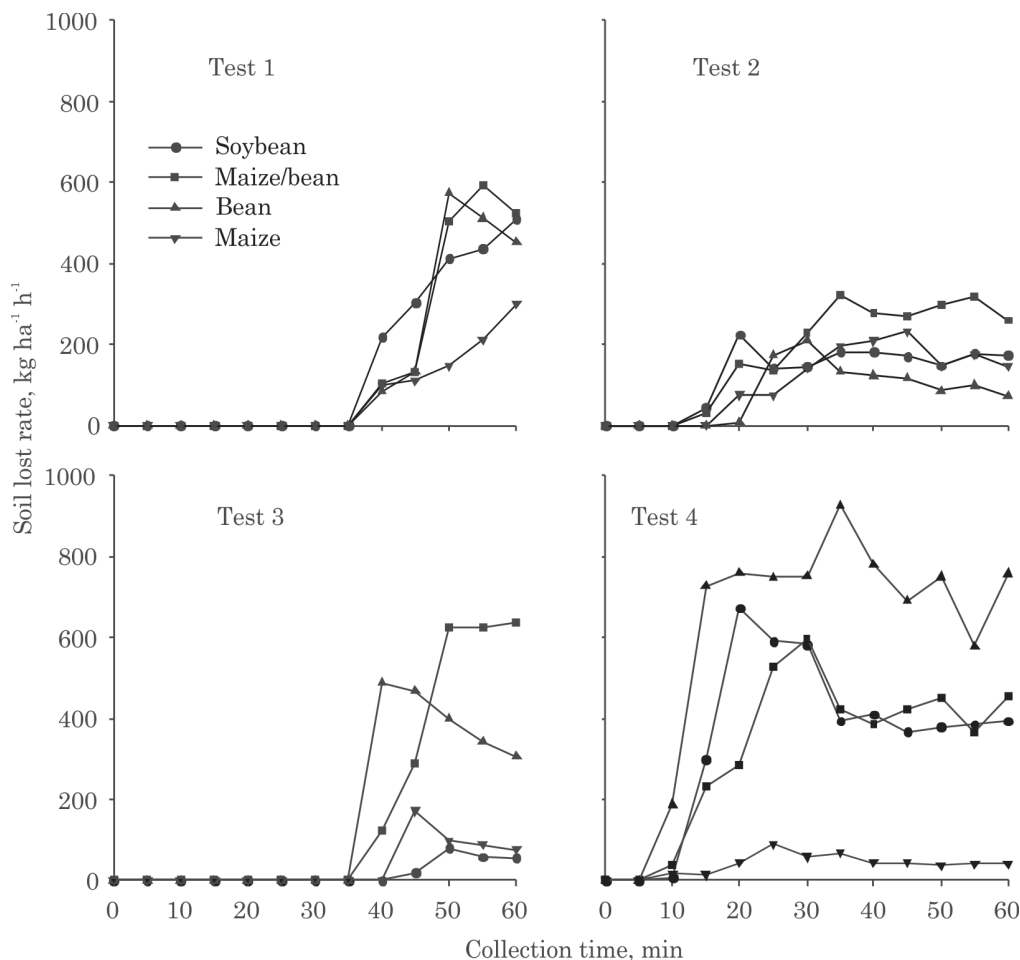 1000
800
600
400
200
0
Test 1
Soybean
Maize/bean
Bean
Maize
Test 2
Soil lost rate, kg ha⁻¹ h⁻¹
1000
800
600
400
200
0
Test 3
Test 4
0 10 20 30 40 50 60
0 10 20 30 40 50 60
Collection time, min